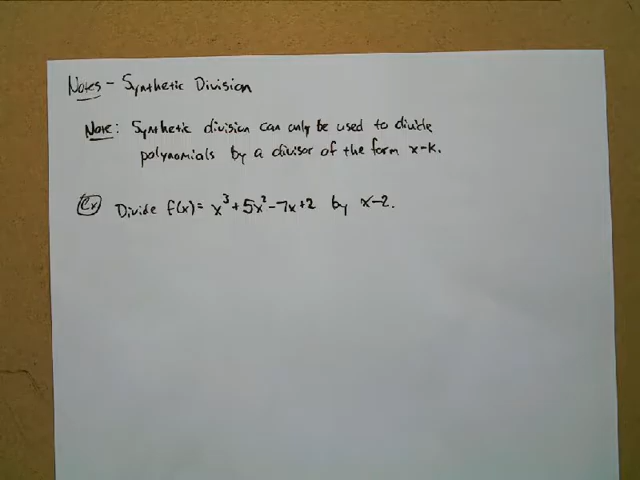 Notes - Synthetic Division
Note: Synthetic division can only be used to divide
polynomials by a divisor of the form x-k.
Ex Divide f(x) = x³ + 5x² - 7x + 2 by x-2.